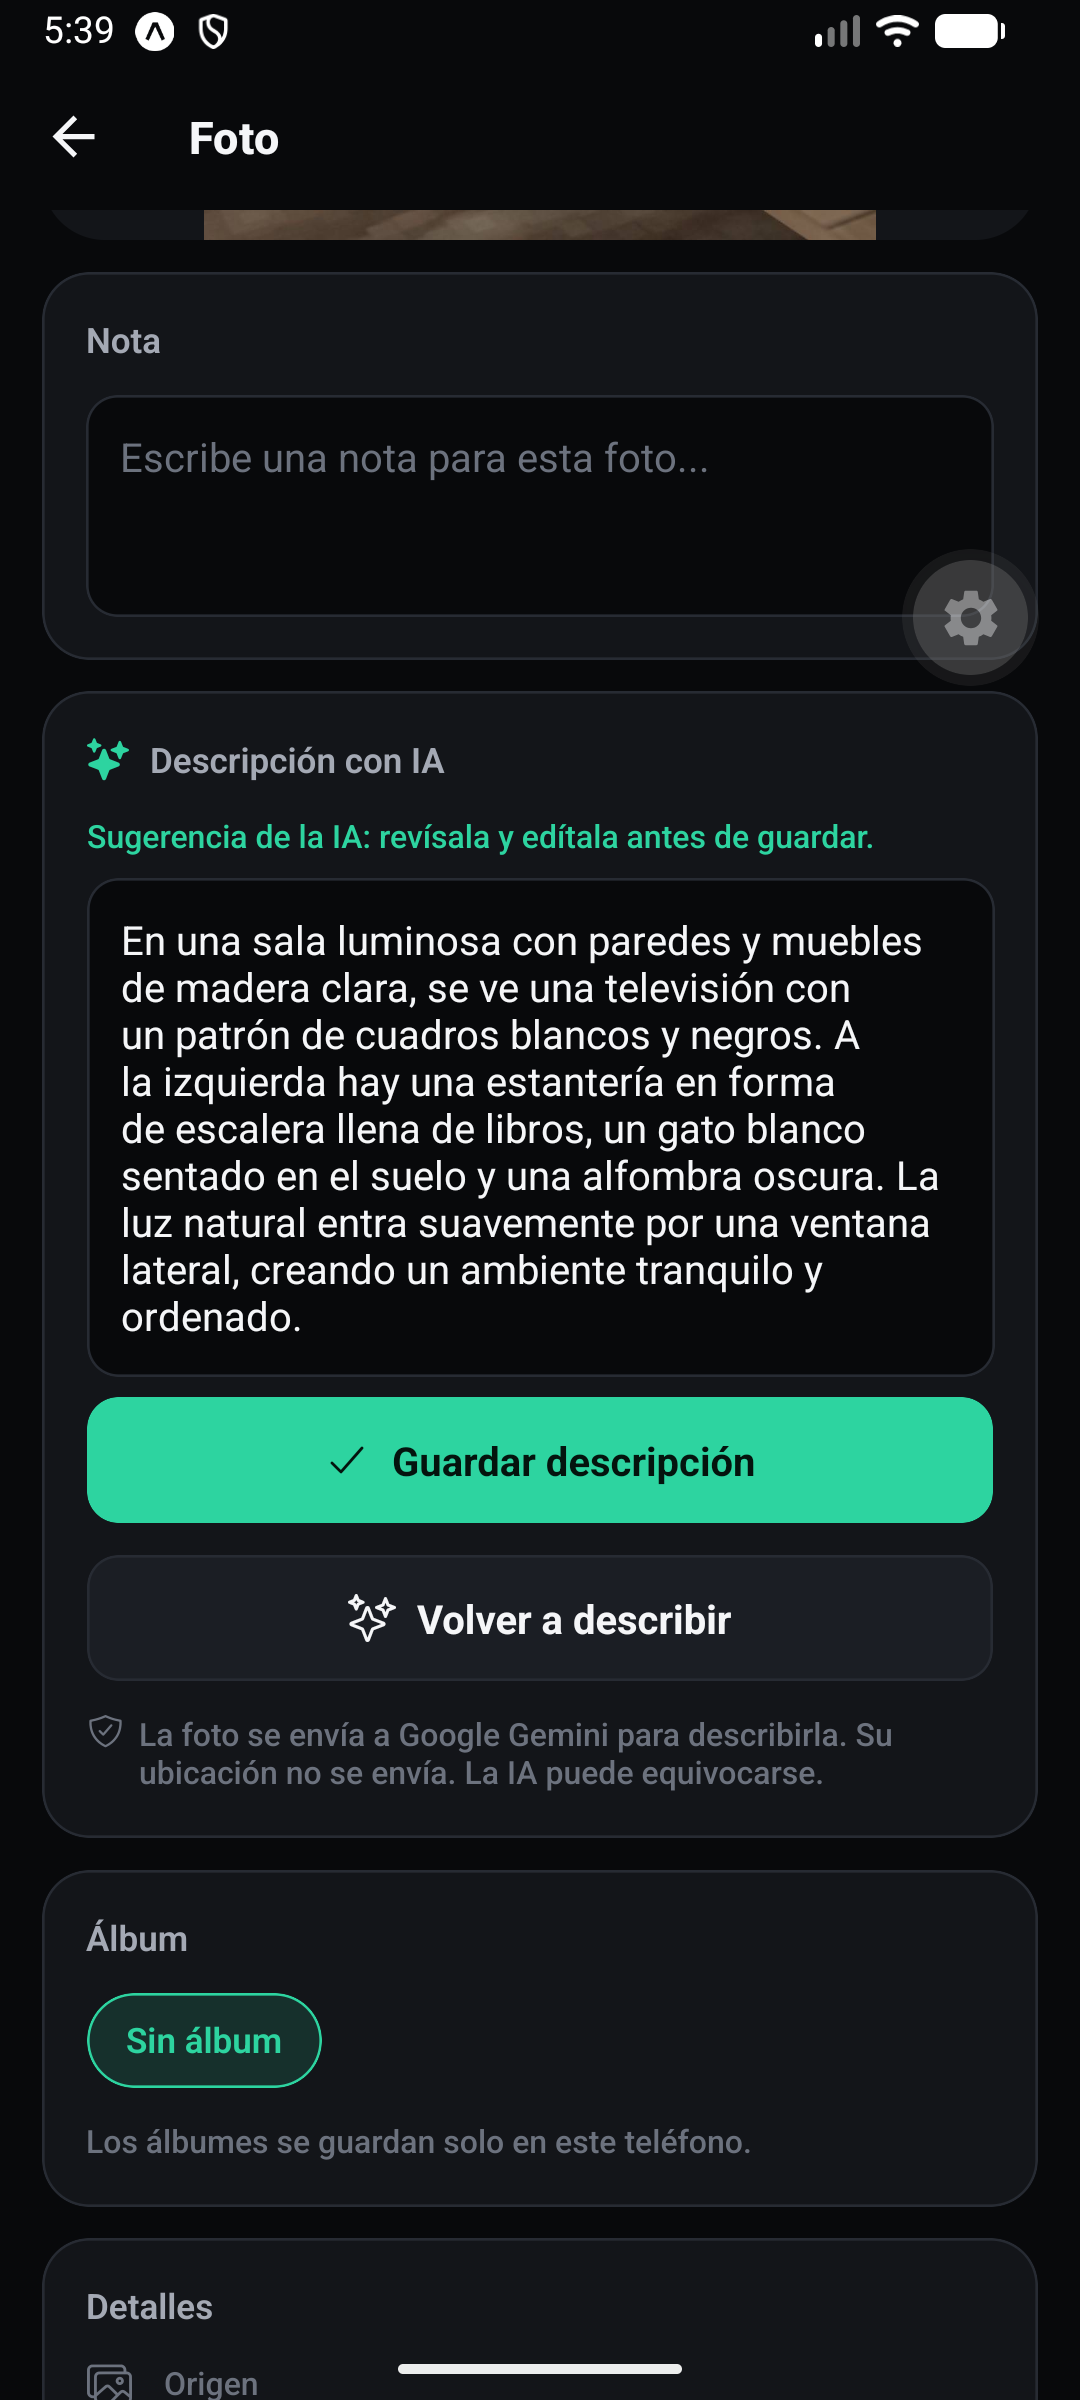 5:39
Foto
Nota
Escribe una nota para esta foto...
Descripción con IA
Sugerencia de la IA: revísala y edítala antes de guardar.
En una sala luminosa con paredes y muebles
de madera clara, se ve una televisión con
un patrón de cuadros blancos y negros. A
la izquierda hay una estantería en forma
de escalera llena de libros, un gato blanco
sentado en el suelo y una alfombra oscura. La
luz natural entra suavemente por una ventana
lateral, creando un ambiente tranquilo y
ordenado.
Guardar descripción
Volver a describir
La foto se envía a Google Gemini para describirla. Su
ubicación no se envía. La IA puede equivocarse.
Álbum
Sin álbum
Los álbumes se guardan solo en este teléfono.
Detalles
Origen